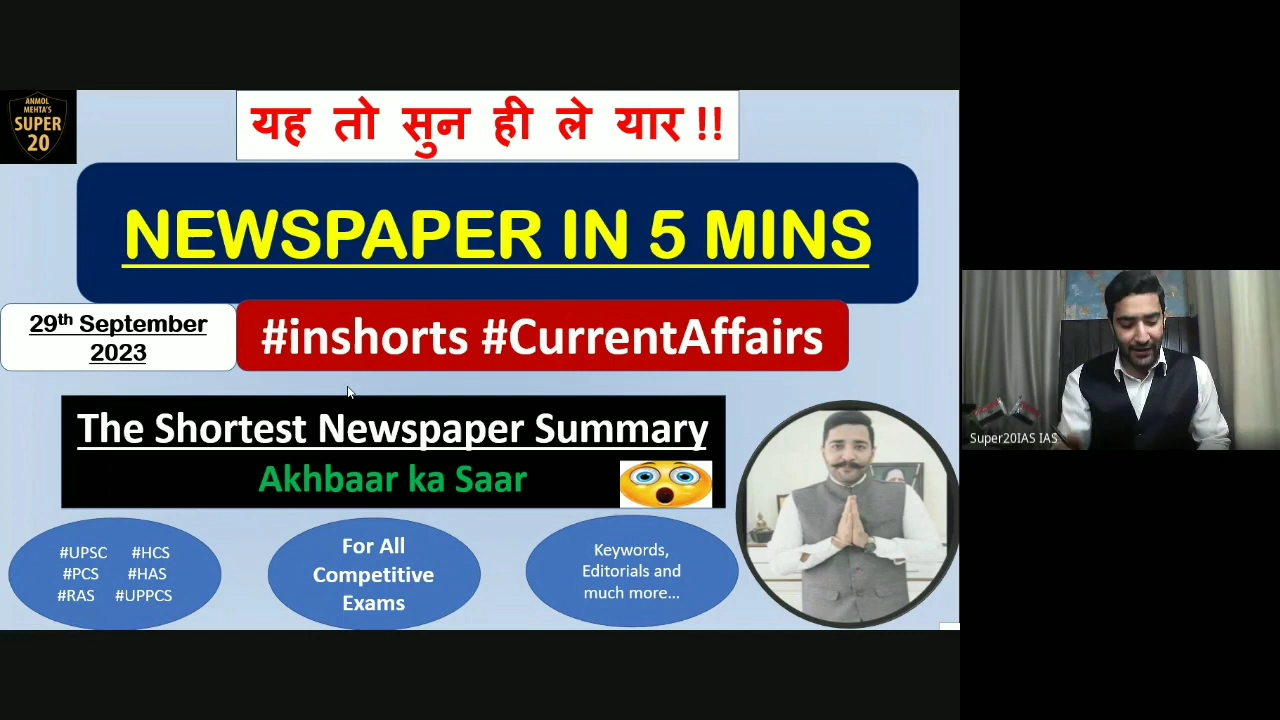 ANMOL
MEHTA'S
SUPER
20
यह तो सुन ही ले यार !!
NEWSPAPER IN 5 MINS
29th September
2023
#inshorts #CurrentAffairs
The Shortest Newspaper Summary
Akhbaar ka Saar
#UPSC #HCS
#PCS #HAS
#RAS #UPPCS
For All
Competitive
Exams
Keywords,
Editorials and
much more...
Super20IAS IAS